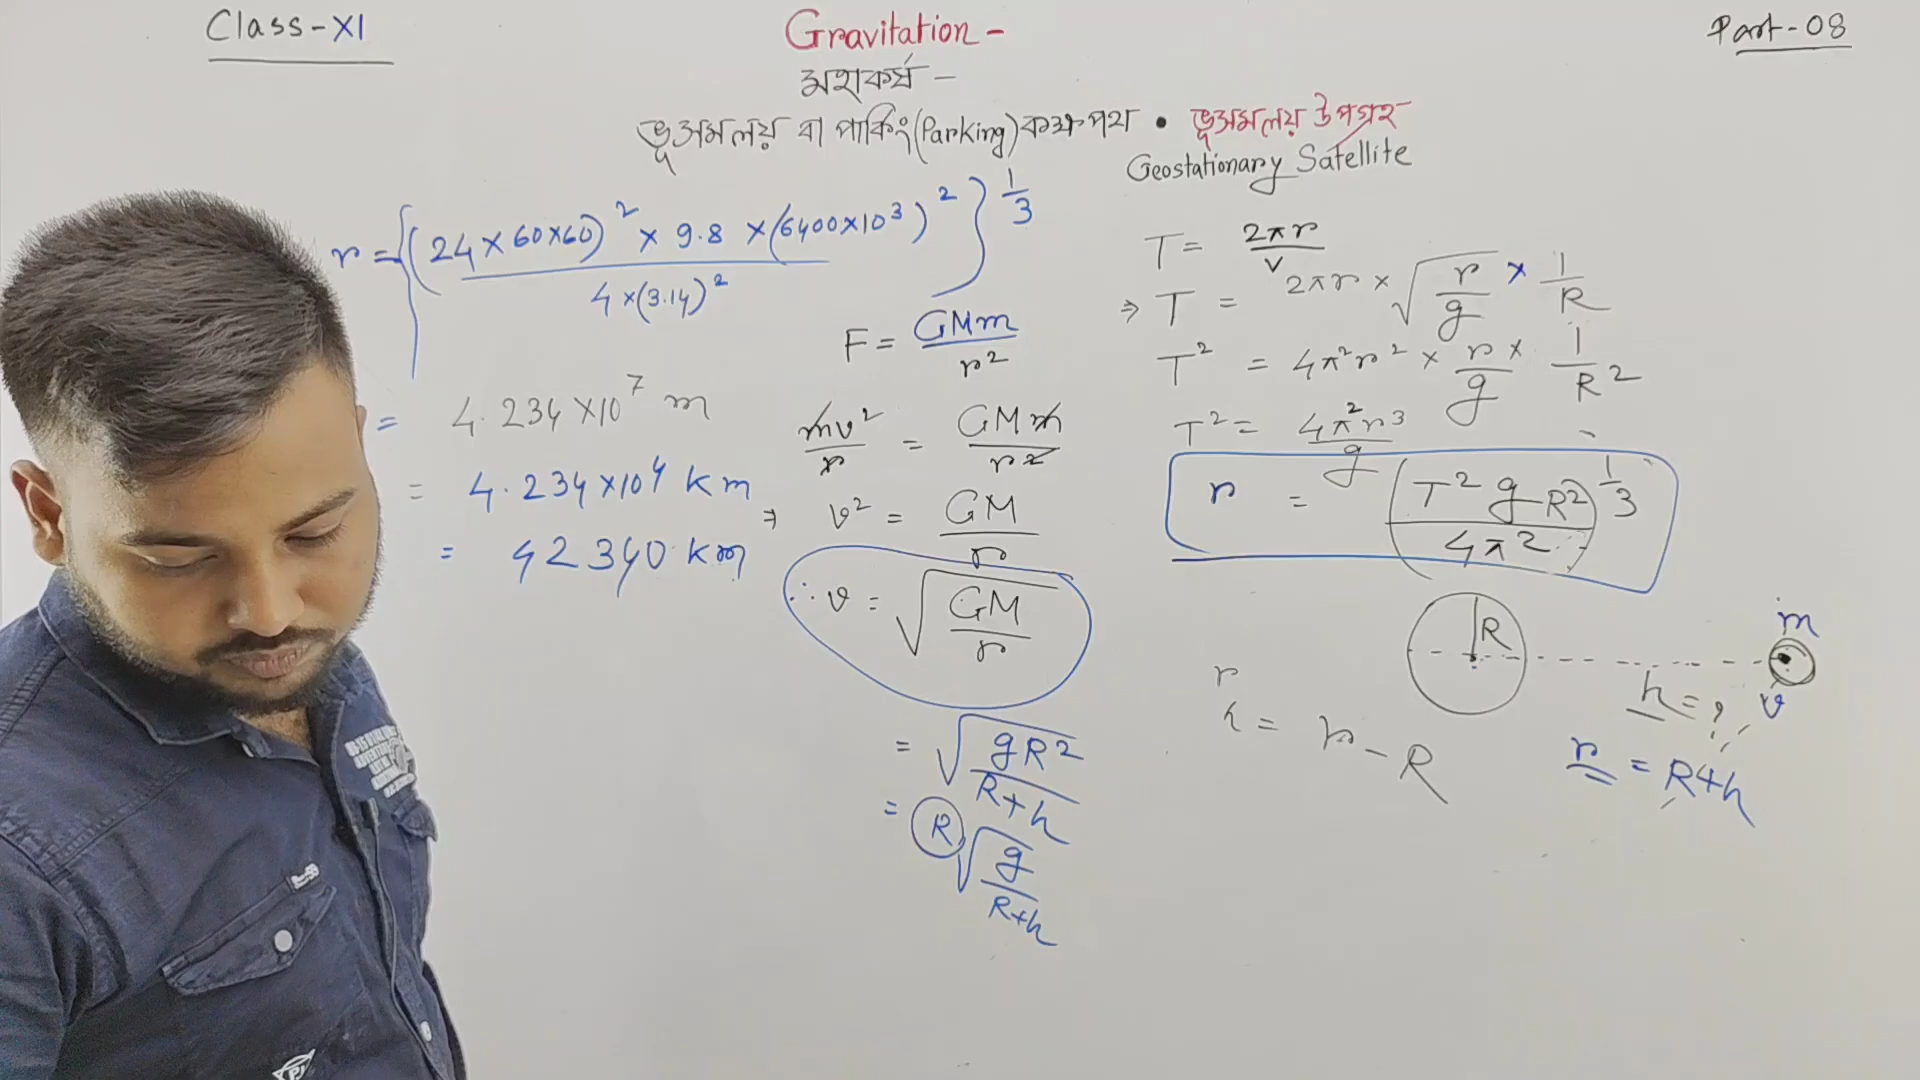 Class-XI
Gravitation -
Part-08
মহাকর্ষ -
ভূসমলয় বা পার্কিং (Parking) কক্ষপথ • ভূসমলয় উপগ্রহ
Geostationary Satellite
r = {(24×60×60)² × 9.8 × (6400×10³)² / 4×(3.14)²}^1/3
= 4.234×10⁷ m
= 4.234×10⁴ km
= 42340 km
F = GMm/r²
mv²/r = GMm/r²
⇒ v² = GM/r
∴ v = √(GM/r)
= √(gR²/R+h)
= R√(g/R+h)
T = 2πr/v
⇒ T = 2πr × √(r/g) × 1/R
T² = 4π²r² × r/g × 1/R²
T² = 4π²r³/g
r = (T²gR²/4π²)^1/3
R
m
h = ?
v
r
h = r - R
r = R+h